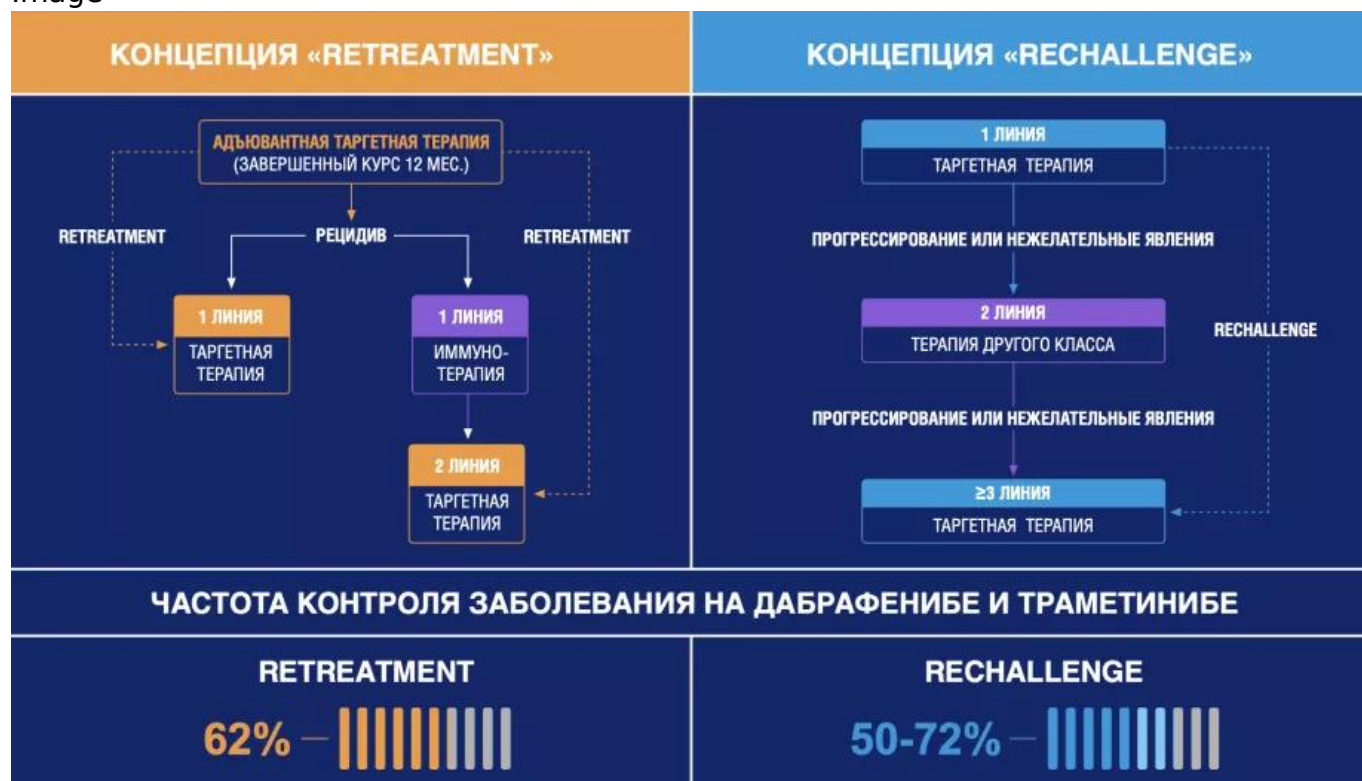 КОНЦЕПЦИЯ «RETREATMENT»
АДЪЮВАНТНАЯ ТАРГЕТНАЯ ТЕРАПИЯ
(ЗАВЕРШЕННЫЙ КУРС 12 МЕС.)
RETREATMENT
РЕЦИДИВ
RETREATMENT
1 ЛИНИЯ
ТАРГЕТНАЯ
ТЕРАПИЯ
1 ЛИНИЯ
ИММУНО-
ТЕРАПИЯ
2 ЛИНИЯ
ТАРГЕТНАЯ
ТЕРАПИЯ
КОНЦЕПЦИЯ «RECHALLENGE»
1 ЛИНИЯ
ТАРГЕТНАЯ ТЕРАПИЯ
ПРОГРЕССИРОВАНИЕ ИЛИ НЕЖЕЛАТЕЛЬНЫЕ ЯВЛЕНИЯ
2 ЛИНИЯ
ТЕРАПИЯ ДРУГОГО КЛАССА
RECHALLENGE
ПРОГРЕССИРОВАНИЕ ИЛИ НЕЖЕЛАТЕЛЬНЫЕ ЯВЛЕНИЯ
≥3 ЛИНИЯ
ТАРГЕТНАЯ ТЕРАПИЯ
ЧАСТОТА КОНТРОЛЯ ЗАБОЛЕВАНИЯ НА ДАБРАФЕНИБЕ И ТРАМЕТИНИБЕ
RETREATMENT
62%
RECHALLENGE
50-72%